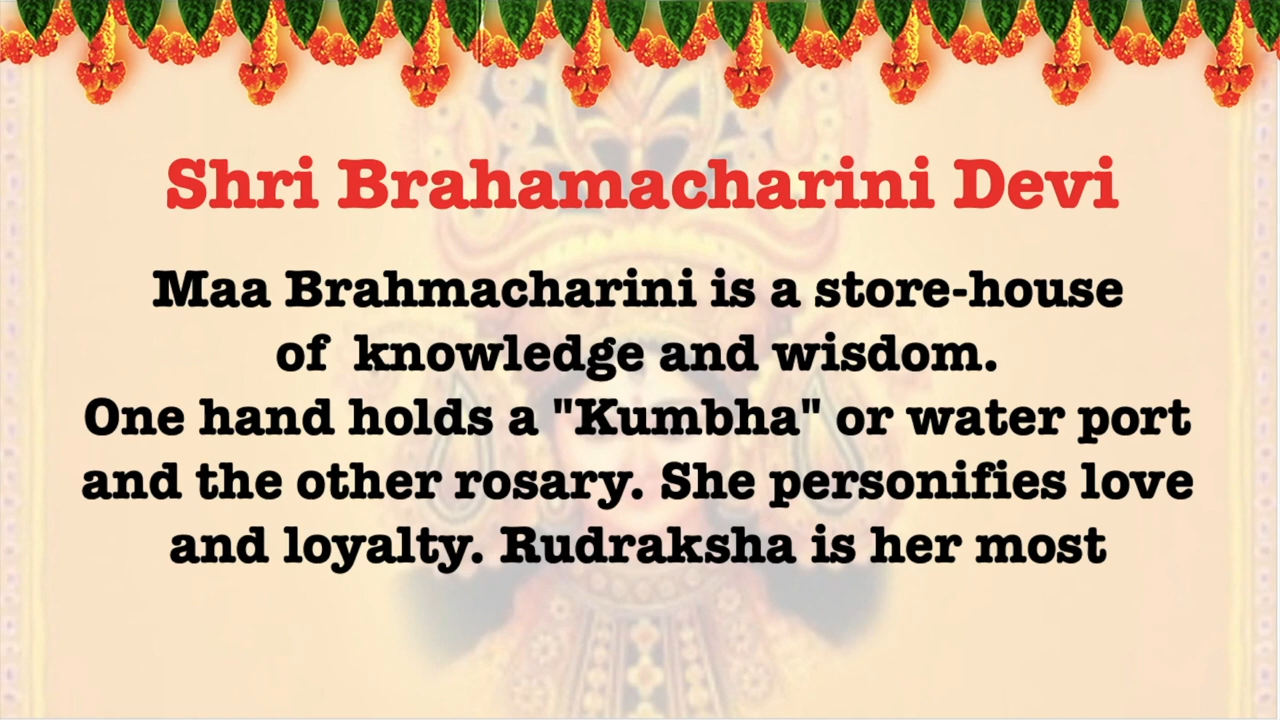 Shri Brahamacharini Devi
Maa Brahmacharini is a store-house
of knowledge and wisdom.
One hand holds a "Kumbha" or water port
and the other rosary. She personifies love
and loyalty. Rudraksha is her most